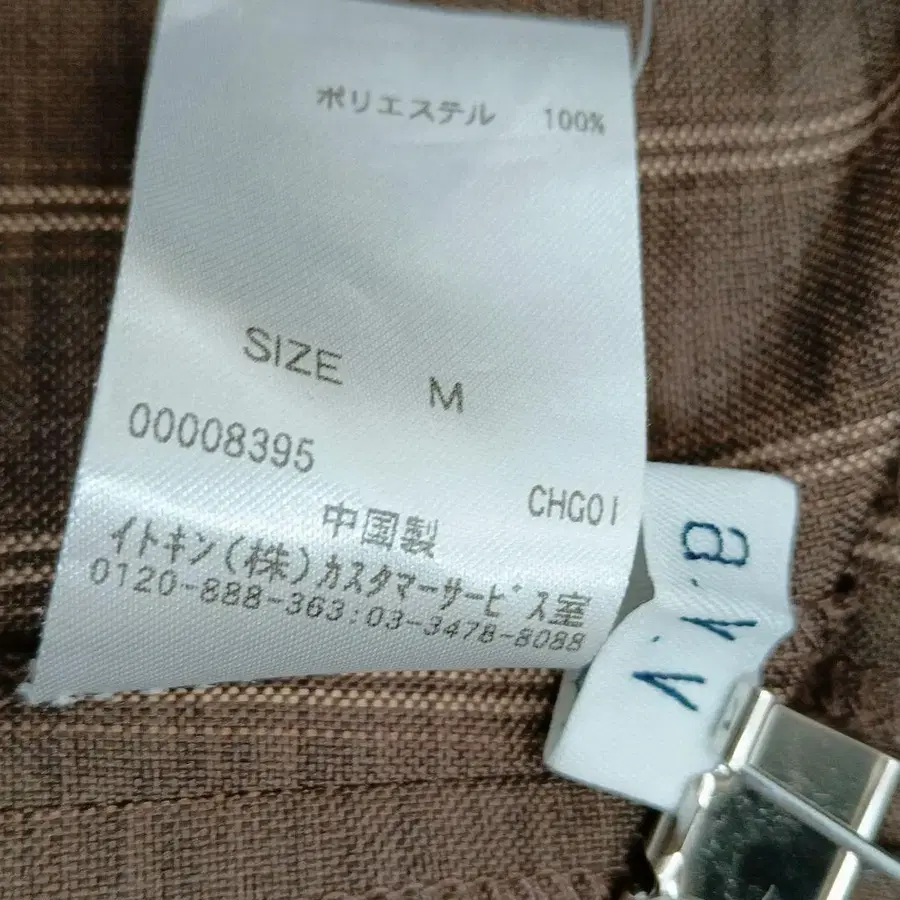 ポリエステル 100%
SIZE M
00008395
CHG01
中国製
イトキン(株)カスタマーサービス室
0120-888-363:03-3478-8088
a.v.v